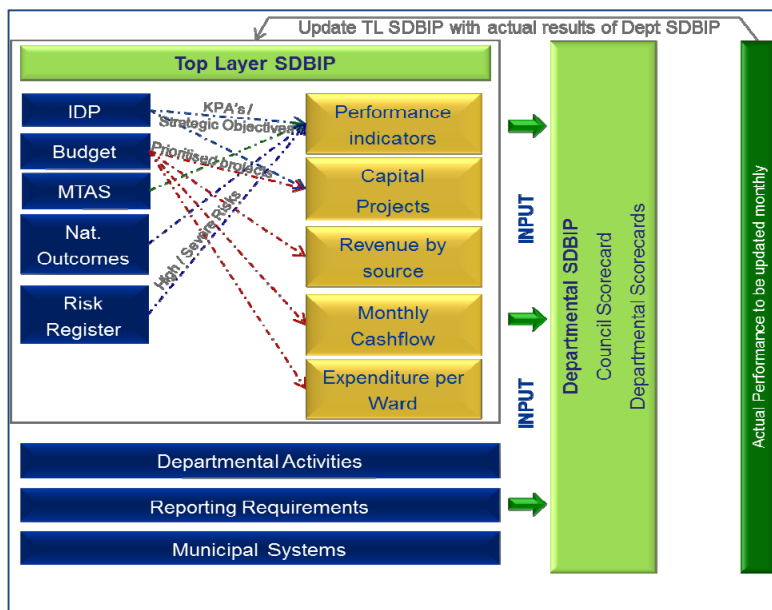 Update TL SDBIP with actual results of Dept SDBIP
Top Layer SDBIP
IDP
Budget
MTAS
Nat.
Outcomes
Risk
Register
KPA's /
Strategic Objectives
Prioritised projects
High / Severe Risks
Performance
indicators
Capital
Projects
Revenue by
source
Monthly
Cashflow
Expenditure per
Ward
INPUT
INPUT
Departmental SDBIP
Council Scorecard
Departmental Scorecards
Actual Performance to be updated monthly
Departmental Activities
Reporting Requirements
Municipal Systems